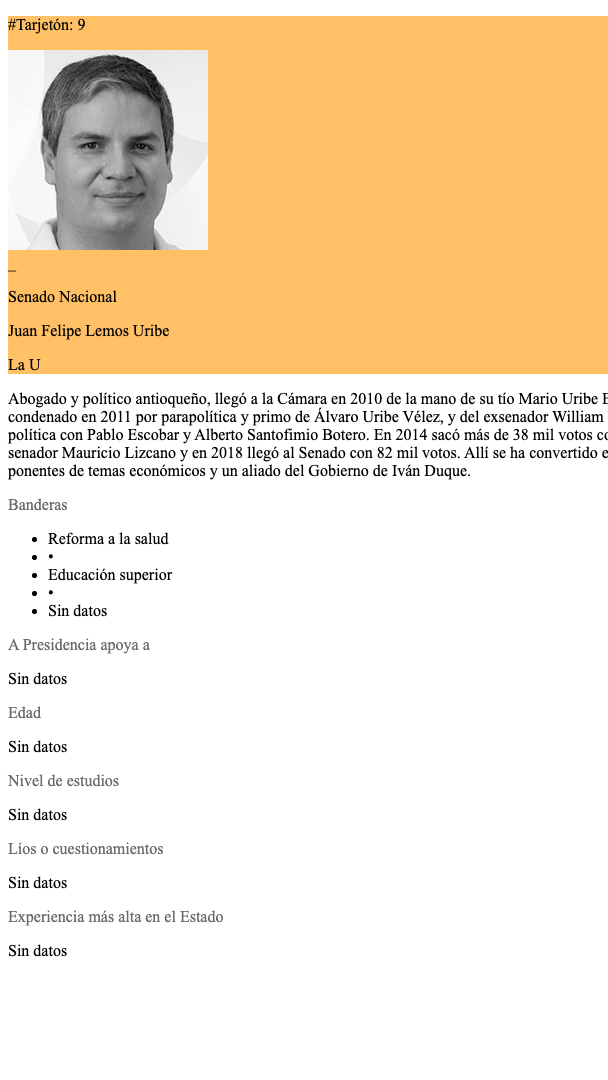 #Tarjetón: 9
_
Senado Nacional
Juan Felipe Lemos Uribe
La U
Abogado y político antioqueño, llegó a la Cámara en 2010 de la mano de su tío Mario Uribe
condenado en 2011 por parapolítica y primo de Álvaro Uribe Vélez, y del exsenador William
política con Pablo Escobar y Alberto Santofimio Botero. En 2014 sacó más de 38 mil votos
senador Mauricio Lizcano y en 2018 llegó al Senado con 82 mil votos. Allí se ha convertido
ponentes de temas económicos y un aliado del Gobierno de Iván Duque.
Banderas
• Reforma a la salud
• •
• Educación superior
• •
• Sin datos
A Presidencia apoya a
Sin datos
Edad
Sin datos
Nivel de estudios
Sin datos
Líos o cuestionamientos
Sin datos
Experiencia más alta en el Estado
Sin datos